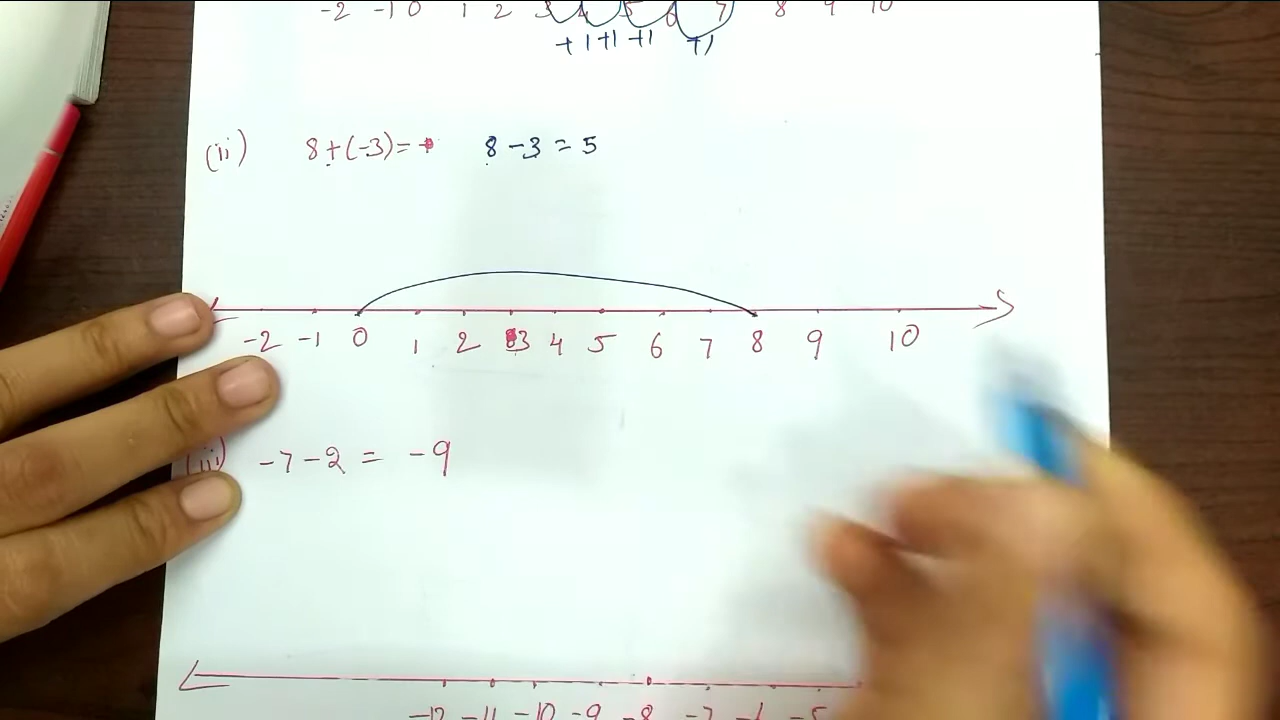 -2 -1 0 1 2 3 4 5 6 7 8 9 10
+1 +1 +1 +1
(ii) 8+(-3)= 8-3=5
-2 -1 0 1 2 3 4 5 6 7 8 9 10
(iii) -7-2 = -9
-12 -11 -10 -9 -8 -7 -5